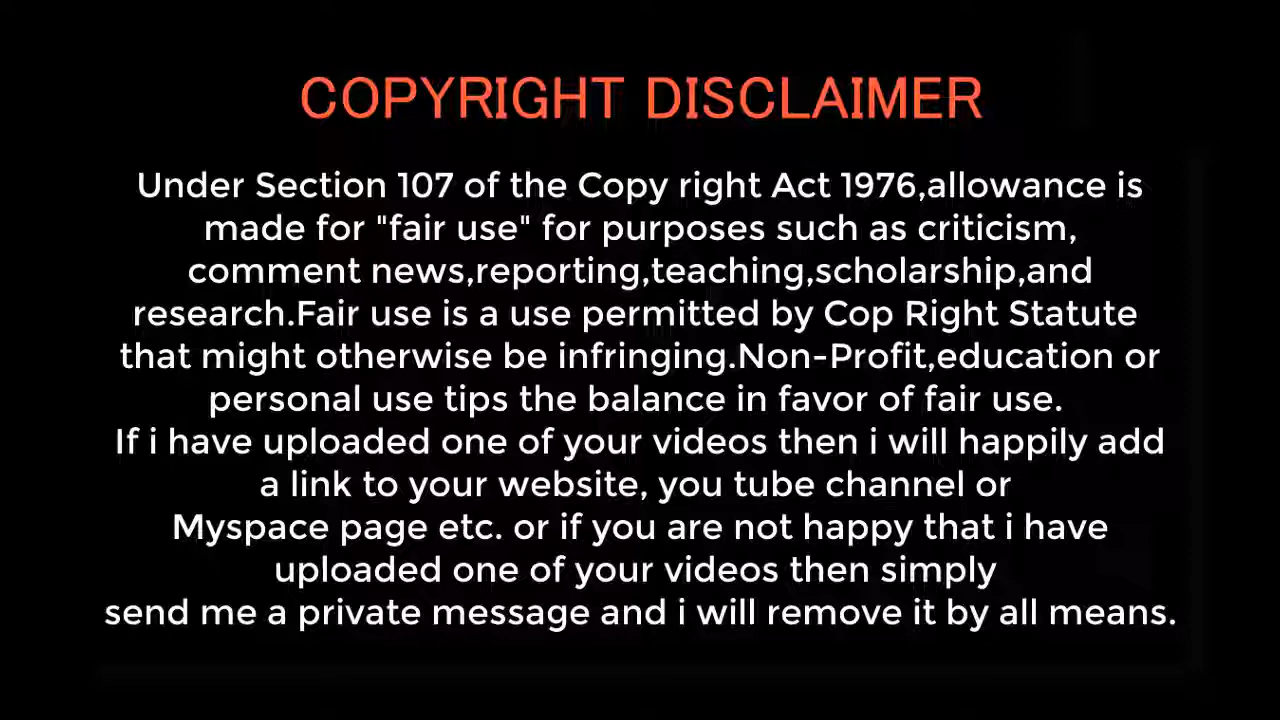 COPYRIGHT DISCLAIMER
Under Section 107 of the Copy right Act 1976,allowance is
made for "fair use" for purposes such as criticism,
comment news,reporting,teaching,scholarship,and
research.Fair use is a use permitted by Cop Right Statute
that might otherwise be infringing.Non-Profit,education or
personal use tips the balance in favor of fair use.
If i have uploaded one of your videos then i will happily add
a link to your website, you tube channel or
Myspace page etc. or if you are not happy that i have
uploaded one of your videos then simply
send me a private message and i will remove it by all means.